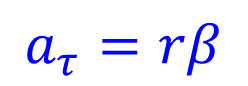 a_τ = rβ